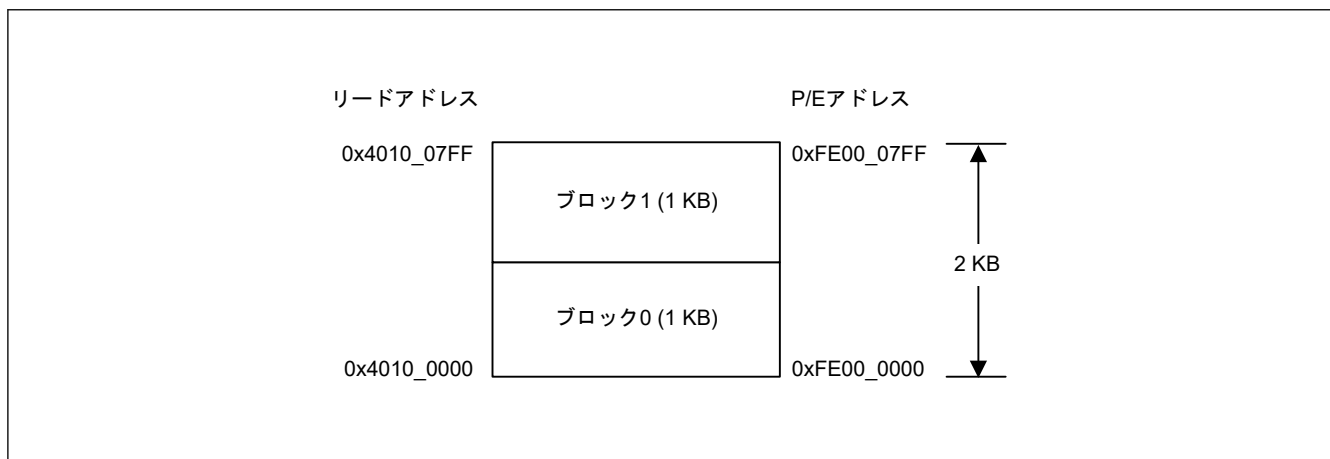 リードアドレス
P/Eアドレス
0x4010_07FF
0xFE00_07FF
ブロック1 (1 KB)
2 KB
ブロック0 (1 KB)
0x4010_0000
0xFE00_0000